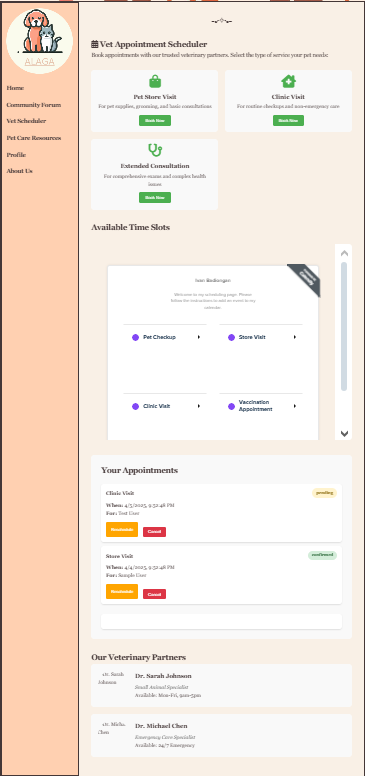 ALAGA
Home
Community Forum
Vet Scheduler
Pet Care Resources
Profile
About Us
Vet Appointment Scheduler
Book appointments with our trusted veterinary partners. Select the type of service your pet needs:
Pet Store Visit
For pet supplies, grooming, and basic consultations
Book Now
Clinic Visit
For routine checkups and non-emergency care
Book Now
Extended Consultation
For comprehensive exams and complex health
issues
Book Now
Available Time Slots
Welcome to my scheduling page. Please
follow the instructions to add an event to my
calendar.
Pet Checkup
Store Visit
Clinic Visit
Vaccination
Appointment
Your Appointments
Clinic Visit
pending
When: 4/5/2025, 9:52:48 PM
For: Test User
Reschedule
Cancel
Store Visit
confirmed
When: 4/4/2025, 9:52:48 PM
For: Sample User
Reschedule
Cancel
Our Veterinary Partners
Dr. Sarah
Johnson
Dr. Sarah Johnson
Small Animal Specialist
Available: Mon-Fri, 9am-5pm
Chen
Dr. Michael Chen
Emergency Care Specialist
Available: 24/7 Emergency